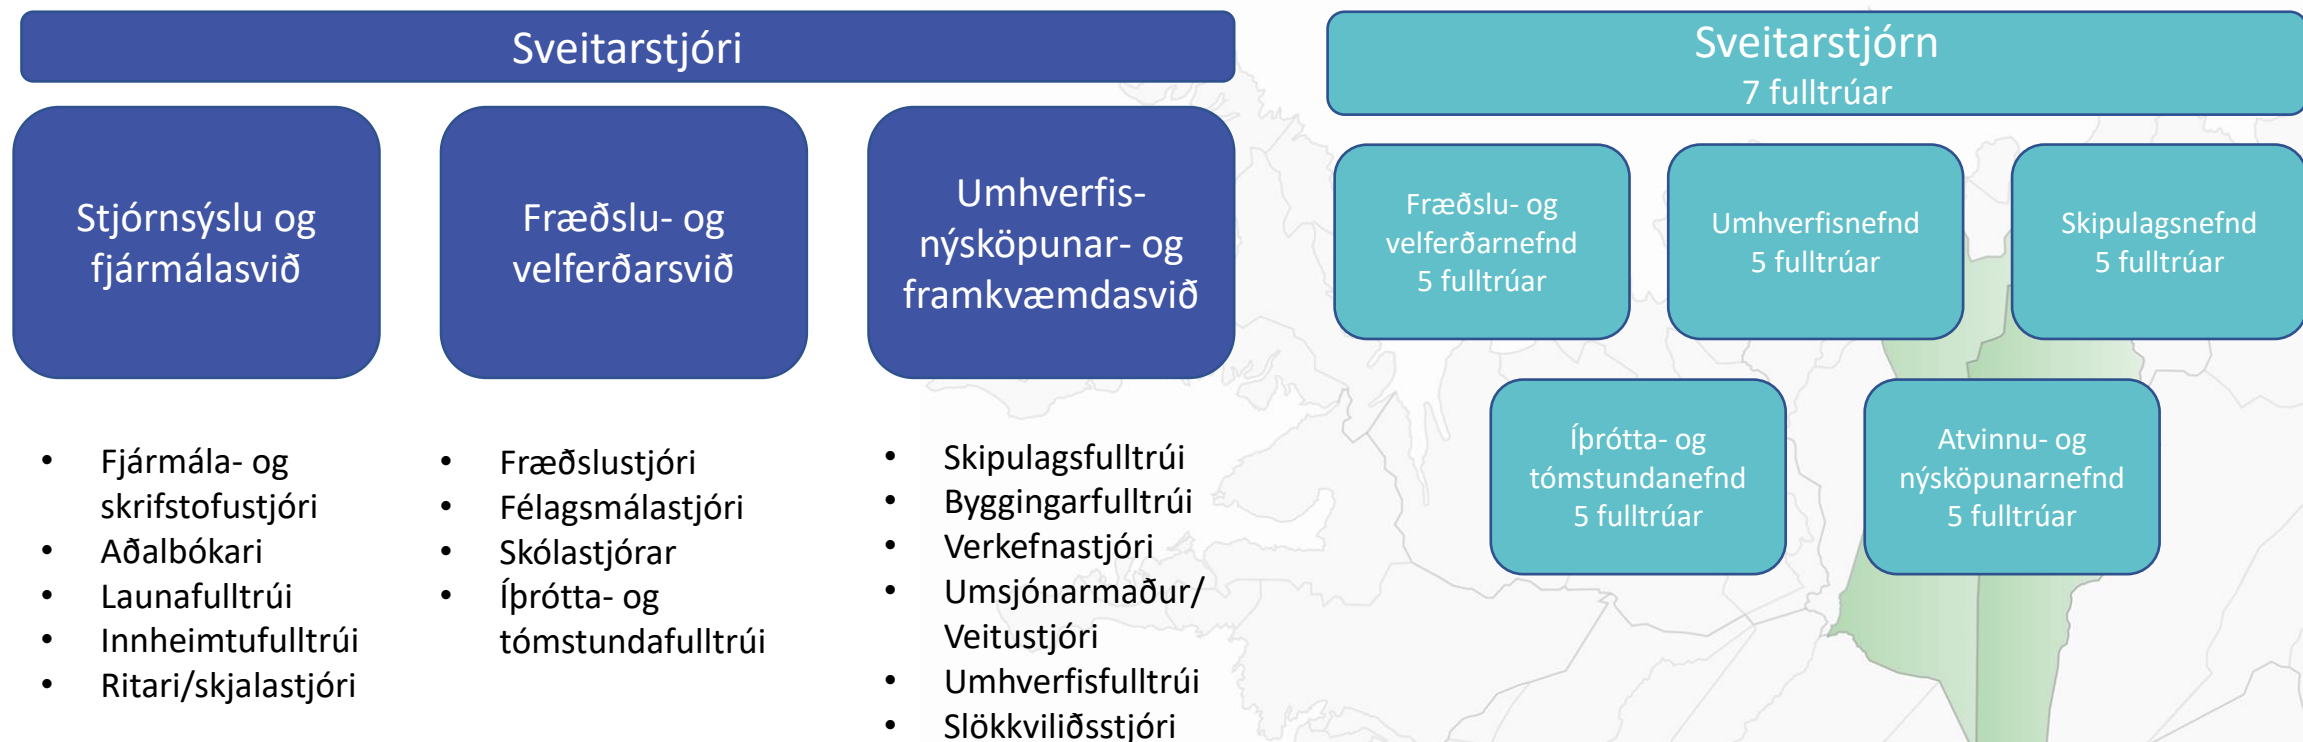 Sveitarstjóri
Stjórnsýslu og
fjármálasvið
Fræðslu- og
velferðarsvið
Umhverfis-
nýsköpunar- og
framkvæmdasvið
• Fjármála- og
skrifstofustjóri
• Aðalbókari
• Launafulltrúi
• Innheimtufulltrúi
• Ritari/skjalastjóri
• Fræðslustjóri
• Félagsmálastjóri
• Skólastjórar
• Íþrótta- og
tómstundafulltrúi
• Skipulagsfulltrúi
• Byggingarfulltrúi
• Verkefnastjóri
• Umsjónarmaður/
Veitustjóri
• Umhverfisfulltrúi
• Slökkviliðsstjóri
Sveitarstjórn
7 fulltrúar
Fræðslu- og
velferðarnefnd
5 fulltrúar
Umhverfisnefnd
5 fulltrúar
Skipulagsnefnd
5 fulltrúar
Íþrótta- og
tómstundanefnd
5 fulltrúar
Atvinnu- og
nýsköpunarnefnd
5 fulltrúar